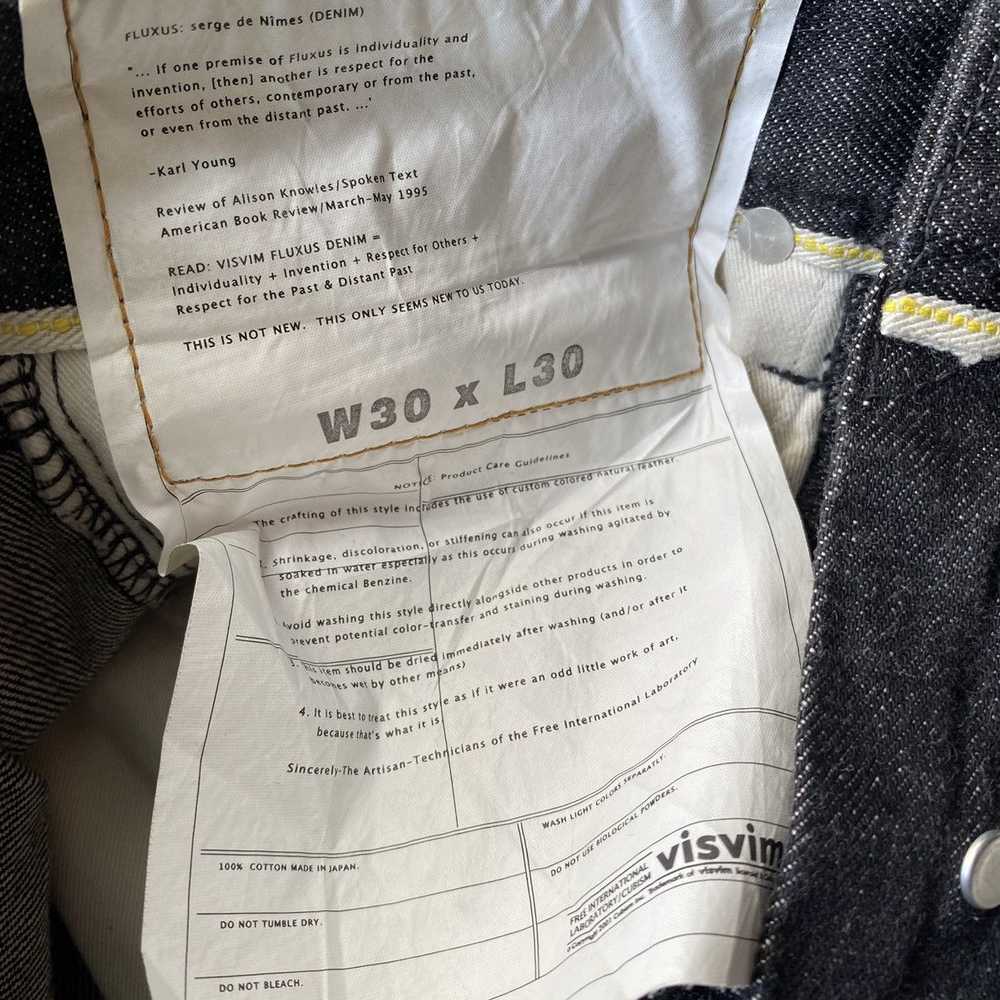 FLUXUS: serge de Nîmes (DENIM)
"... If one premise of Fluxus is individuality and
invention, [then] another is respect for the
efforts of others, contemporary or from the past,
or even from the distant past. ...'
-Karl Young
Review of Alison Knowles/Spoken Text
American Book Review/March-May 1995
READ: VISVIM FLUXUS DENIM =
Individuality + Invention + Respect for Others +
Respect for the Past & Distant Past
THIS IS NOT NEW. THIS ONLY SEEMS NEW TO US TODAY.
W30 x L30
NOTICE: Product Care Guidelines
The crafting of this style includes the use of custom colored natural leather.
shrinkage, discoloration, or stiffening can also occur if this item is
soaked in water especially as this occurs during washing agitated by
the chemical Benzine.
Avoid washing this style directly alongside other products in order to
prevent potential color-transfer and staining during washing.
3. This item should be dried immediately after washing (and/or after it
becomes wet by other means)
4. It is best to treat this style as if it were an odd little work of art,
because that's what it is.
Sincerely-The Artisan-Technicians of the Free International Laboratory
WASH LIGHT COLORS SEPARATLY.
DO NOT USE BIOLOGICAL POWDERS.
100% COTTON MADE IN JAPAN.
DO NOT TUMBLE DRY.
DO NOT BLEACH.
visvim
FREE INTERNATIONAL
LABORATORY/CUBISM
© Copyright 2001 Cubism Inc. Trademark of visvim